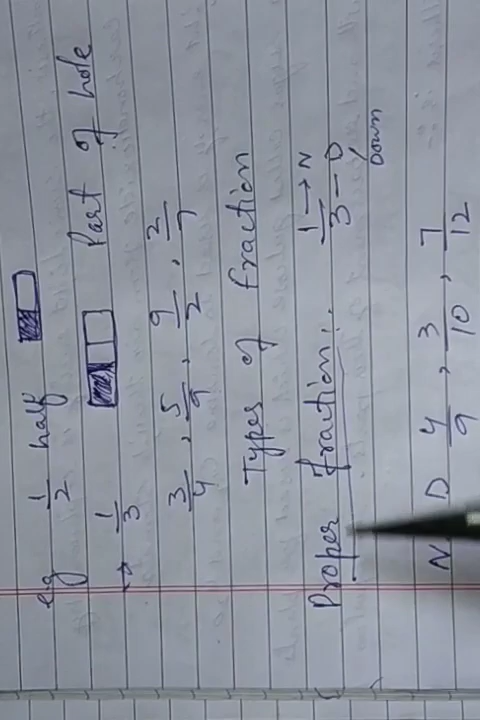 eg 1/2 half
→ 1/3 Part of hole
3/4 , 5/9 , 9/2 , 2/7
Types of fraction
Proper fraction:. 1→N
3-D
Down
N D 4/9 , 3/10 , 7/12